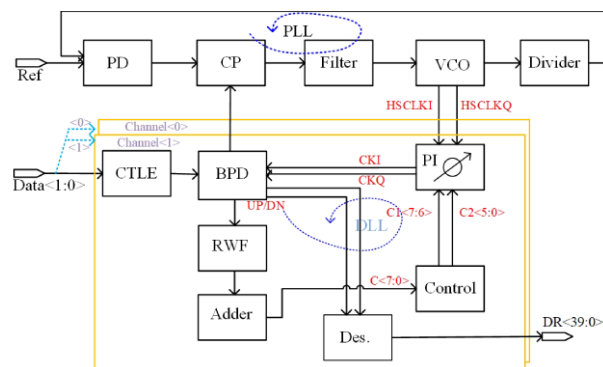 PLL
PD
CP
Filter
VCO
Divider
Ref
HSCLKI
HSCLKQ
<0>
Channel<0>
<1>
Channel<1>
CTLE
BPD
CKI
CKQ
PI
Data<1:0>
UP/DN
DLL
C1<7:6>
C2<5:0>
RWF
Adder
C<7:0>
Control
Des.
DR<39:0>